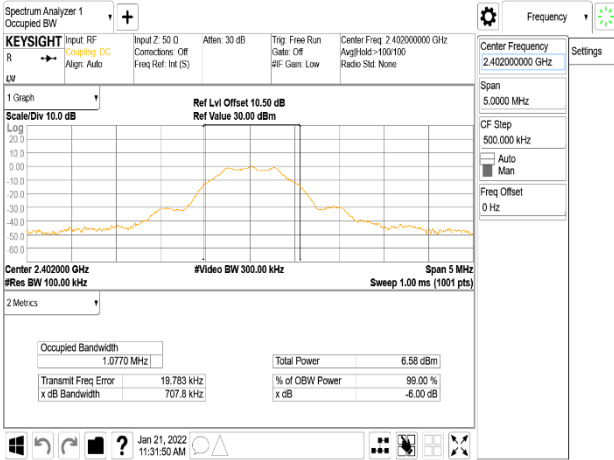 Spectrum Analyzer 1
Occupied BW
+
Frequency
KEYSIGHT
R
Input: RF
Coupling: DC
Align: Auto
Input Z: 50 Ω
Corrections: Off
Freq Ref: Int (S)
Atten: 30 dB
Trig: Free Run
Gate: Off
#IF Gain: Low
Center Freq: 2.402000000 GHz
Avg|Hold:>100/100
Radio Std: None
Center Frequency
2.402000000 GHz
Settings
Span
5.0000 MHz
CF Step
500.000 kHz
Auto
Man
Freq Offset
0 Hz
1 Graph
Scale/Div 10.0 dB
Ref Lvl Offset 10.50 dB
Ref Value 30.00 dBm
Log
20.0
10.0
0.00
-10.0
-20.0
-30.0
-40.0
-50.0
-60.0
Center 2.402000 GHz
#Video BW 300.00 kHz
Span 5 MHz
#Res BW 100.00 kHz
Sweep 1.00 ms (1001 pts)
2 Metrics
Occupied Bandwidth
1.0770 MHz
Total Power 6.58 dBm
Transmit Freq Error 19.783 kHz
% of OBW Power 99.00 %
x dB Bandwidth 707.8 kHz
x dB -6.00 dB
?
Jan 21, 2022
11:31:50 AM